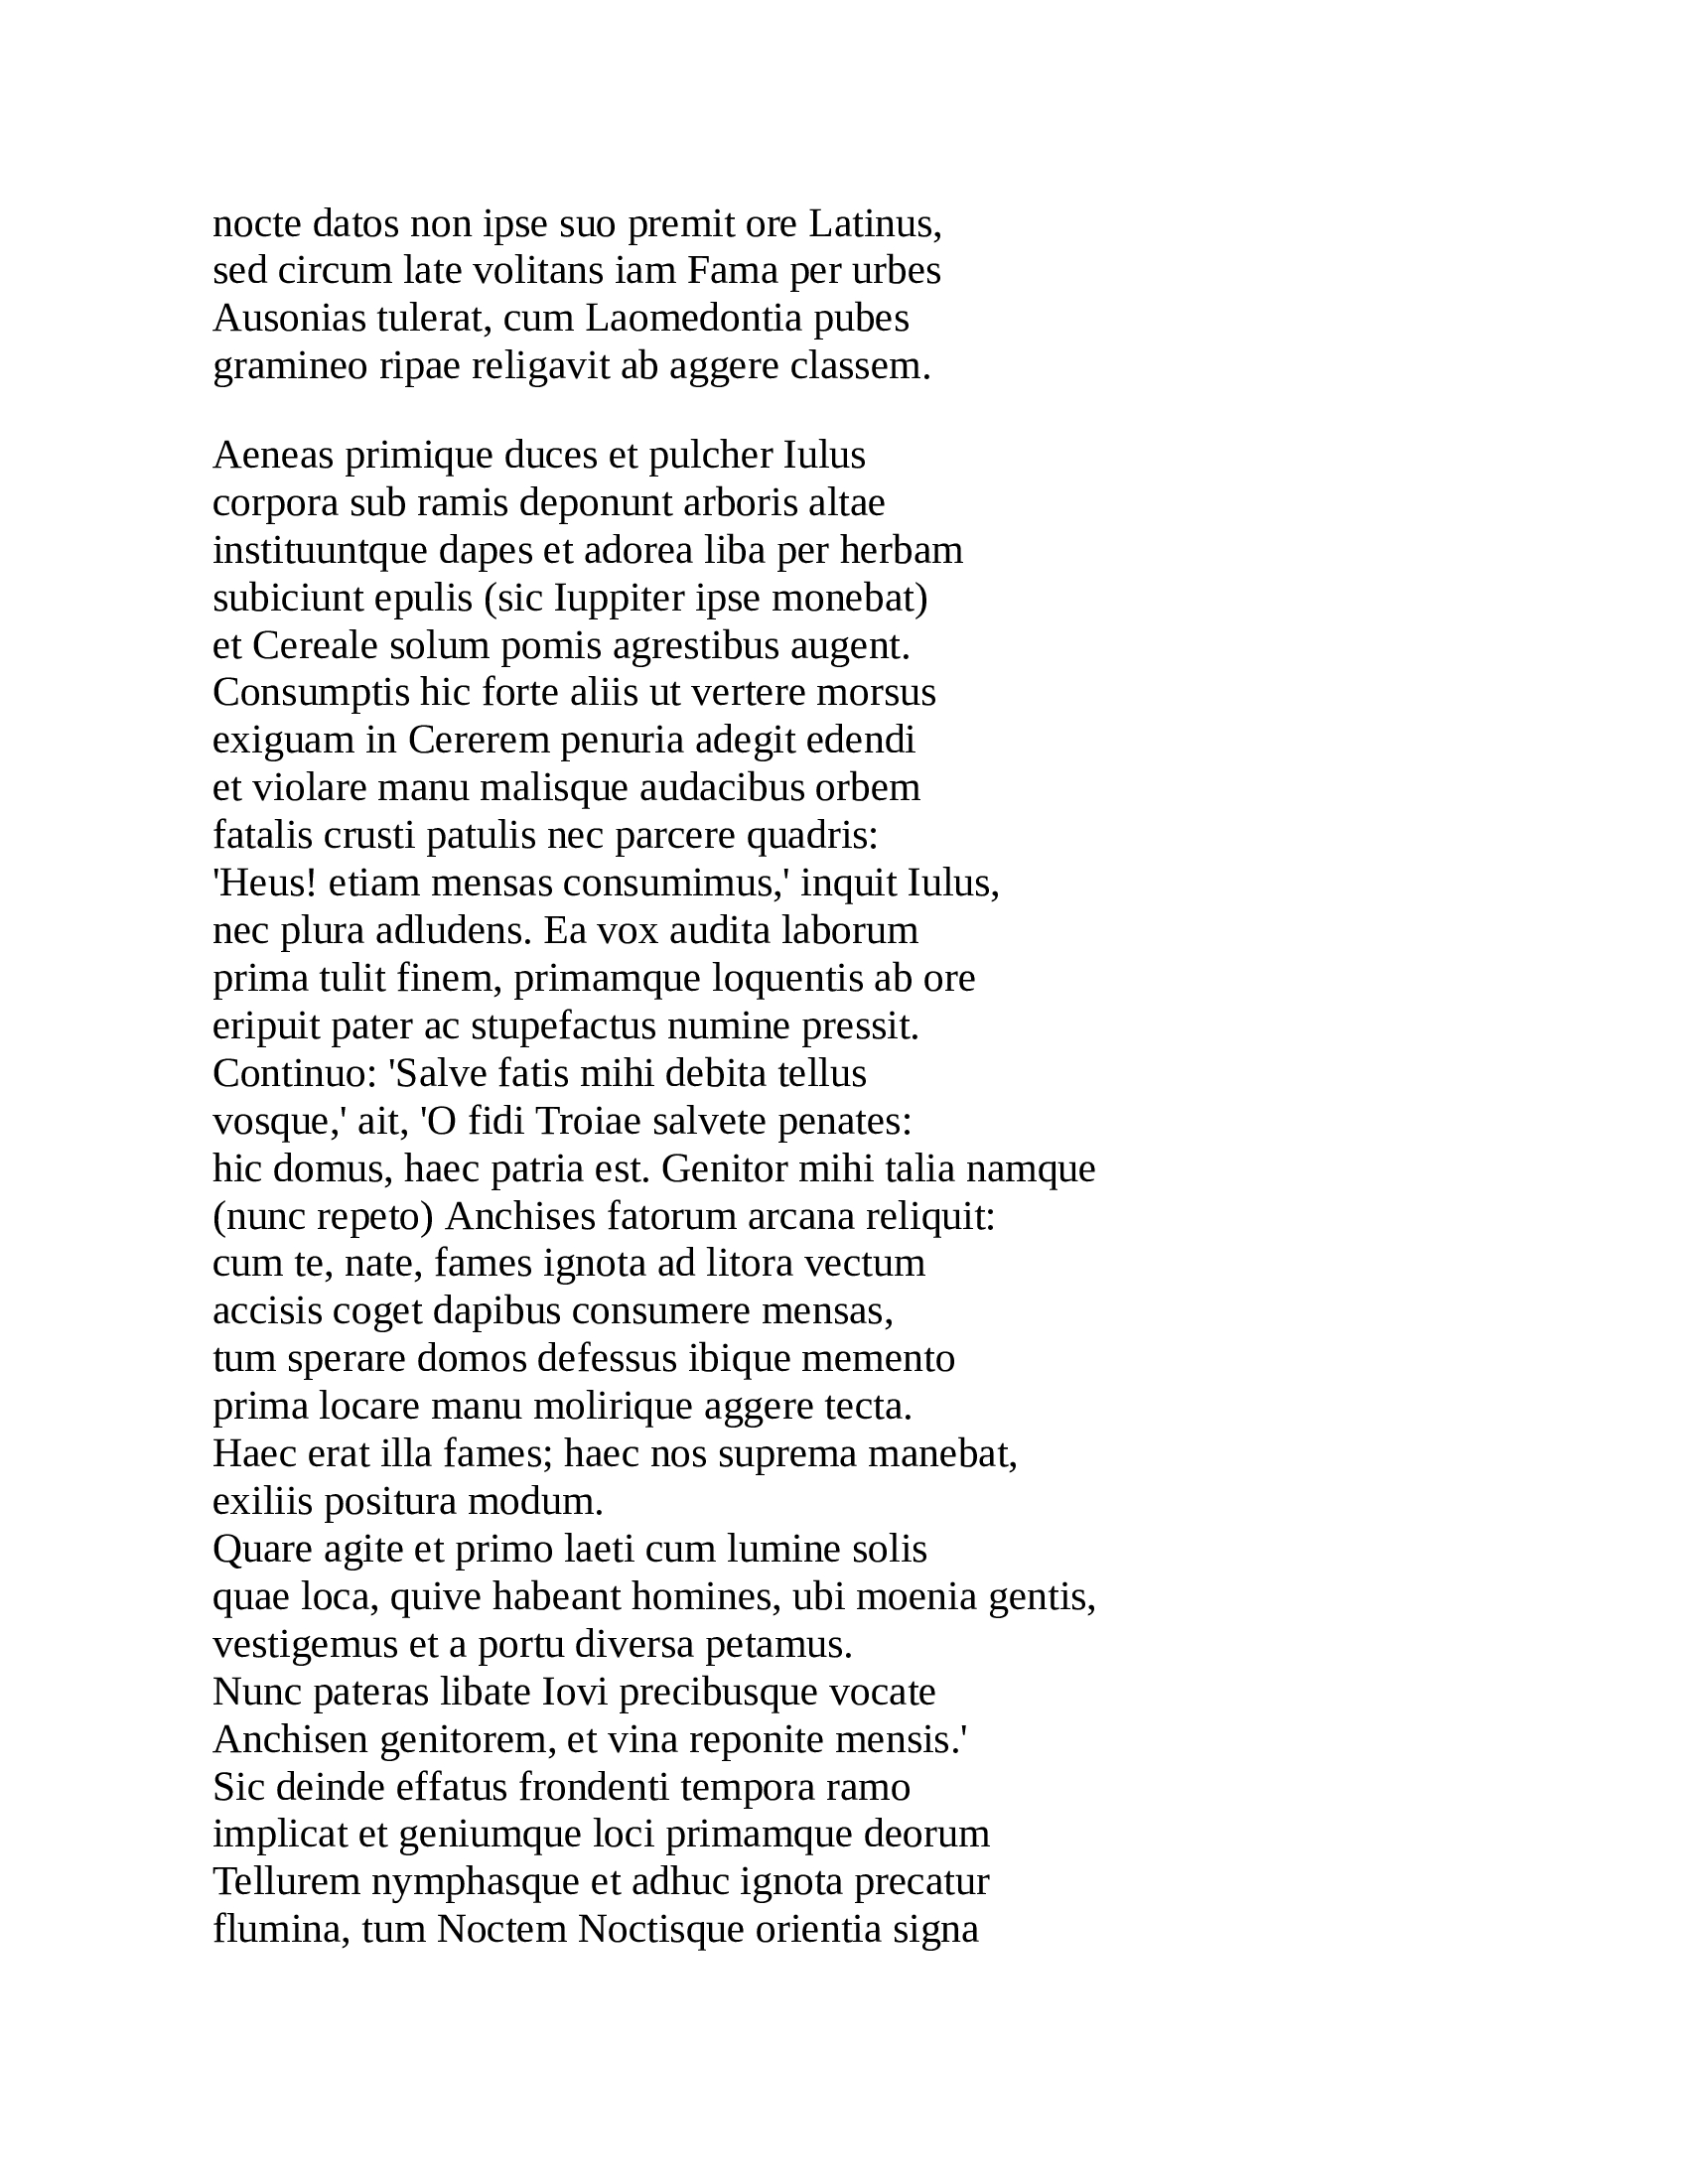 nocte datos non ipse suo premit ore Latinus,
sed circum late volitans iam Fama per urbes
Ausonias tulerat, cum Laomedontia pubes
gramineo ripae religavit ab aggere classem.

Aeneas primique duces et pulcher Iulus
corpora sub ramis deponunt arboris altae
instituuntque dapes et adorea liba per herbam
subiciunt epulis (sic Iuppiter ipse monebat)
et Cereale solum pomis agrestibus augent.
Consumptis hic forte aliis ut vertere morsus
exiguam in Cererem penuria adegit edendi
et violare manu malisque audacibus orbem
fatalis crusti patulis nec parcere quadris:
'Heus! etiam mensas consumimus,' inquit Iulus,
nec plura adludens. Ea vox audita laborum
prima tulit finem, primamque loquentis ab ore
eripuit pater ac stupefactus numine pressit.
Continuo: 'Salve fatis mihi debita tellus
vosque,' ait, 'O fidi Troiae salvete penates:
hic domus, haec patria est. Genitor mihi talia namque
(nunc repeto) Anchises fatorum arcana reliquit:
cum te, nate, fames ignota ad litora vectum
accisis coget dapibus consumere mensas,
tum sperare domos defessus ibique memento
prima locare manu molirique aggere tecta.
Haec erat illa fames; haec nos suprema manebat,
exiliis positura modum.
Quare agite et primo laeti cum lumine solis
quae loca, quive habeant homines, ubi moenia gentis,
vestigemus et a portu diversa petamus.
Nunc pateras libate Iovi precibusque vocate
Anchisen genitorem, et vina reponite mensis.'
Sic deinde effatus frondenti tempora ramo
implicat et geniumque loci primamque deorum
Tellurem nymphasque et adhuc ignota precatur
flumina, tum Noctem Noctisque orientia signa